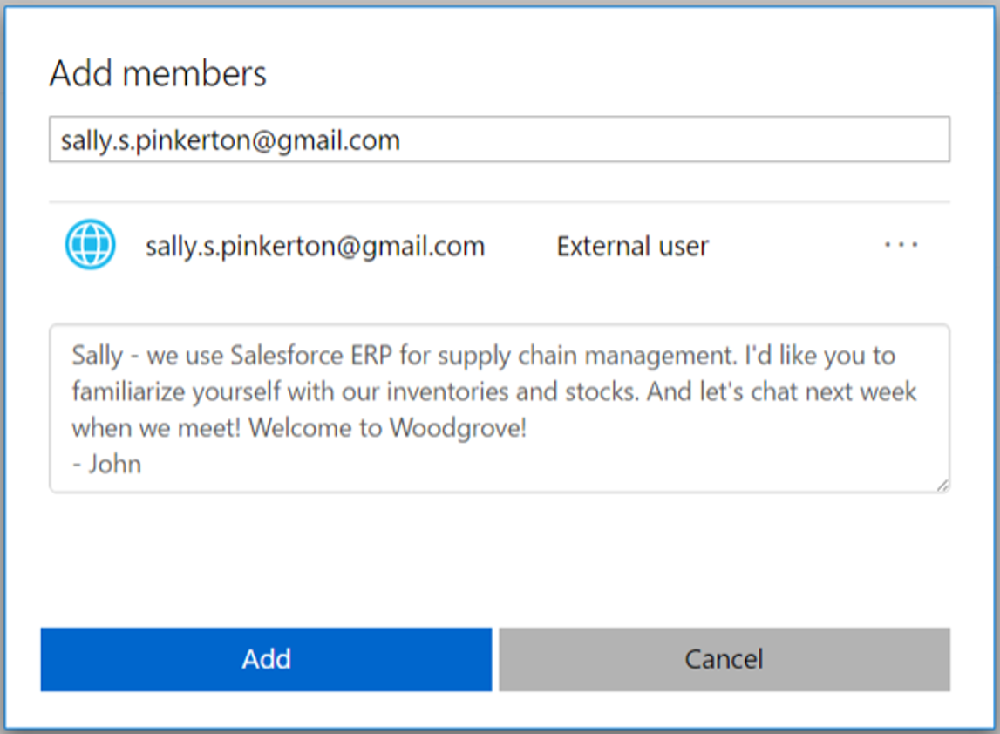 Add members
sally.s.pinkerton@gmail.com
sally.s.pinkerton@gmail.com External user ...
Sally - we use Salesforce ERP for supply chain management. I'd like you to
familiarize yourself with our inventories and stocks. And let's chat next week
when we meet! Welcome to Woodgrove!
- John
Add Cancel